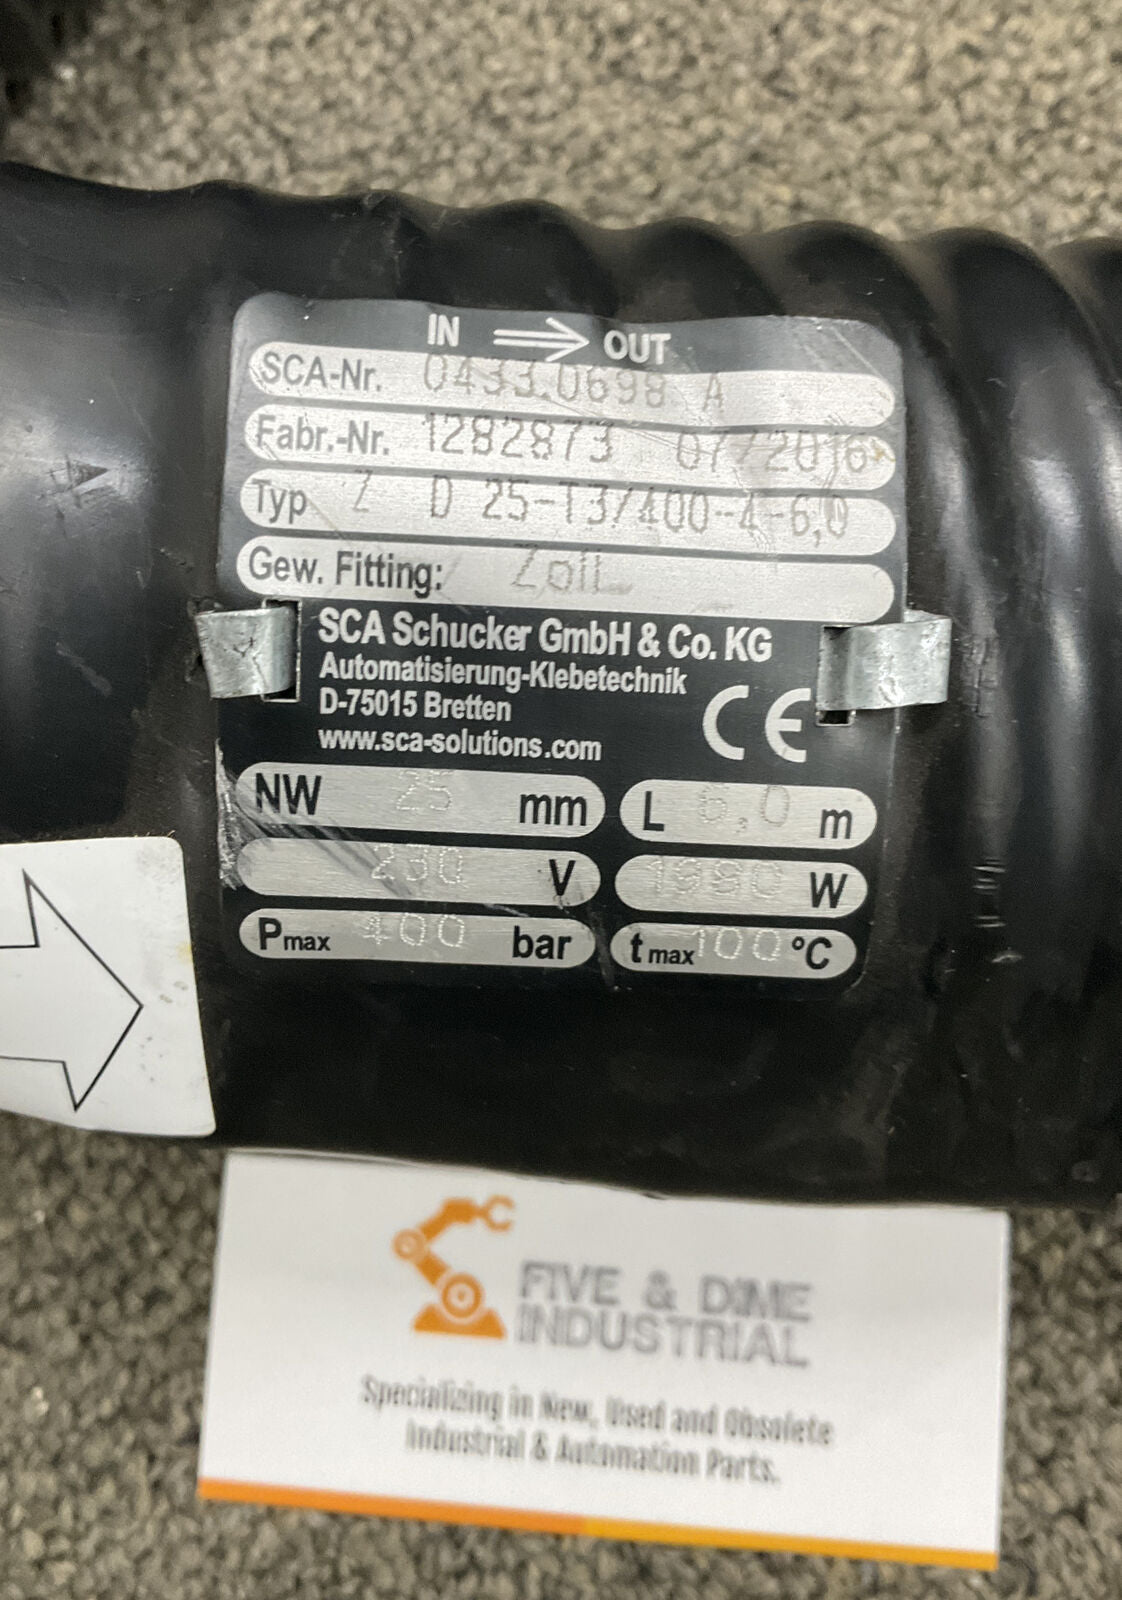 IN OUT
SCA-Nr. 0433.0698 A
Fabr.-Nr. 1282873 07/2016
Typ Z D 25-T3/400-4-6,0
Gew. Fitting: Zoll
SCA Schucker GmbH & Co. KG
Automatisierung-Klebetechnik
D-75015 Bretten
www.sca-solutions.com
CE
NW 25 mm L 6,0 m
230 V 1990 W
Pmax 400 bar tmax 100 °C
FIVE & DIME
INDUSTRIAL
Specializing in New, Used and Obsolete
Industrial & Automation Parts.